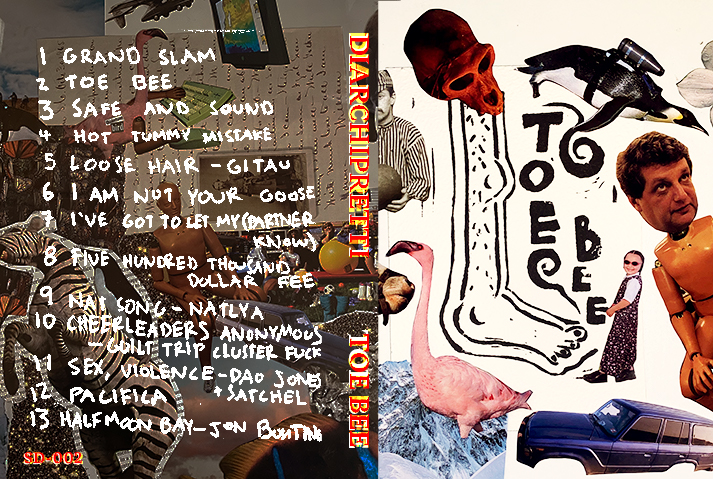 1 GRAND SLAM
2 TOE BEE
3 SAFE AND SOUND
4 HOT TUMMY MISTAKE
5 LOOSE HAIR - GITAU
6 I AM NOT YOUR GOOSE
7 I'VE GOT TO LET MY (PARTNER
KNOW)
8 FIVE HUNDRED THOUSAND
DOLLAR FEE
9 NAT SONG - NATLYA
10 CHEERLEADERS ANONYMOUS
- GUILT TRIP CLUSTER FUCK
11 SEX, VIOLENCE - DAO JONES
+ SATCHEL
12 PACIFICA
13 HALFMOON BAY - JON BUNTING
SD-002
DIARCHIPRETTI TOE BEE
TOE
BEE